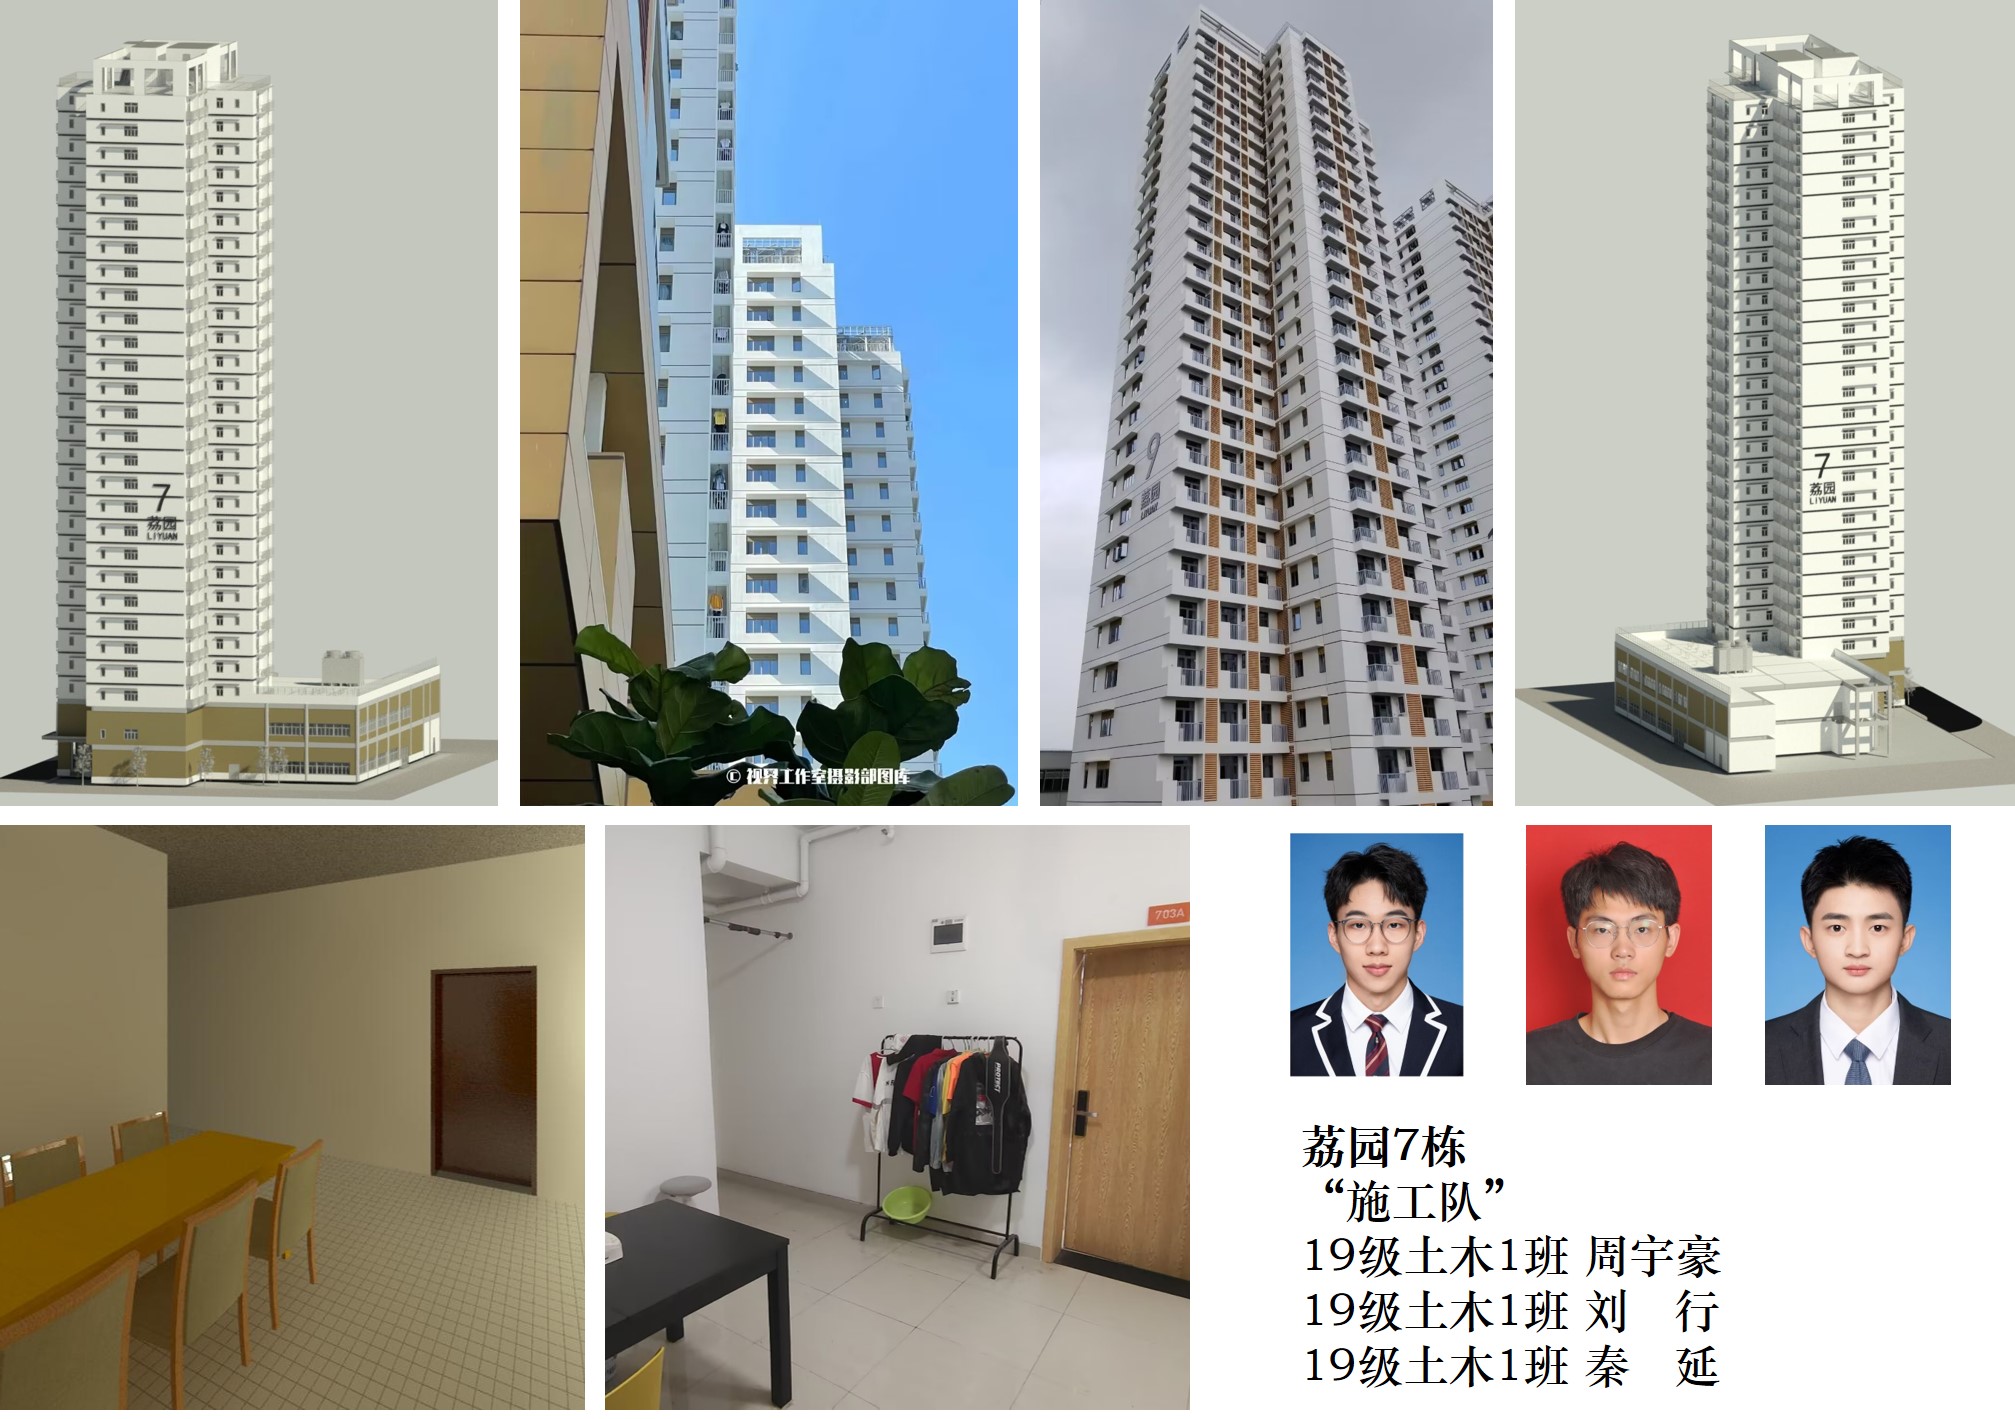 7
荔园
LIYUAN
© 视界工作室摄影部图库
9
荔园
LIYUAN
7
荔园
LIYUAN
703A
荔园7栋
“施工队”
19级土木1班 周宇豪
19级土木1班 刘　行
19级土木1班 秦　延